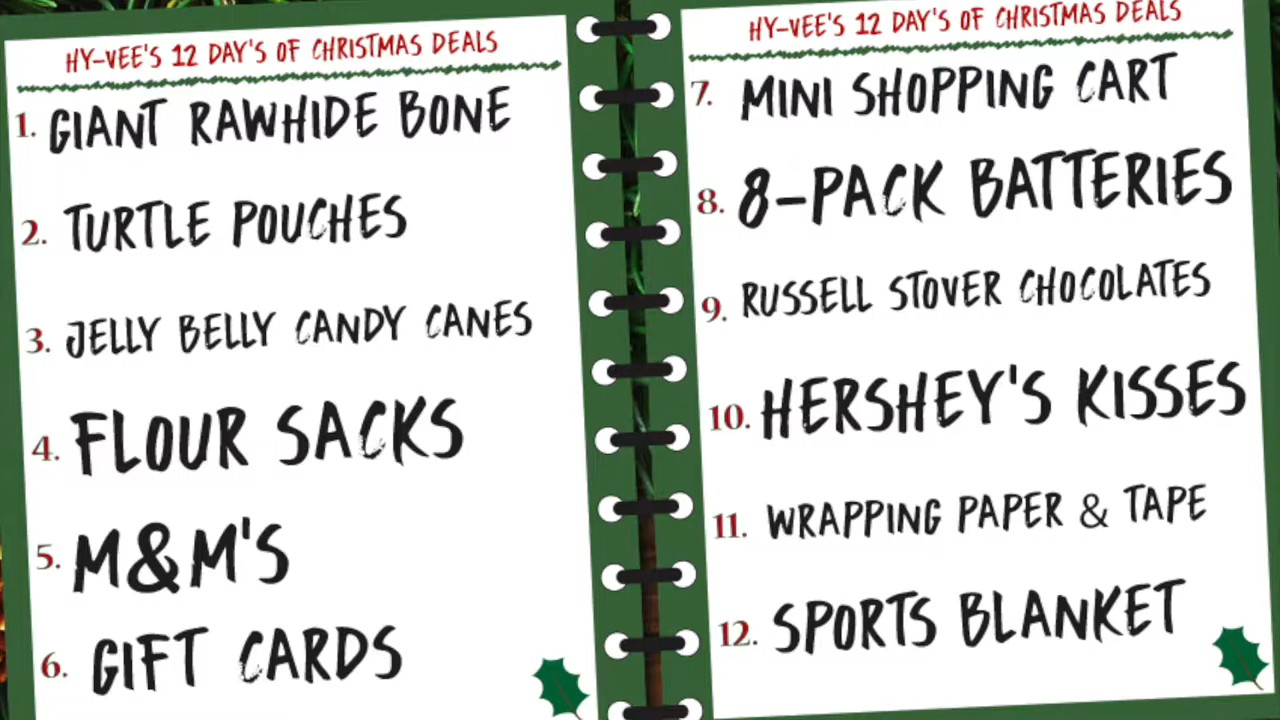 HY-VEE'S 12 DAY'S OF CHRISTMAS DEALS
1. GIANT RAWHIDE BONE
2. TURTLE POUCHES
3. JELLY BELLY CANDY CANES
4. FLOUR SACKS
5. M&M'S
6. GIFT CARDS
HY-VEE'S 12 DAY'S OF CHRISTMAS DEALS
7. MINI SHOPPING CART
8. 8-PACK BATTERIES
9. RUSSELL STOVER CHOCOLATES
10. HERSHEY'S KISSES
11. WRAPPING PAPER & TAPE
12. SPORTS BLANKET